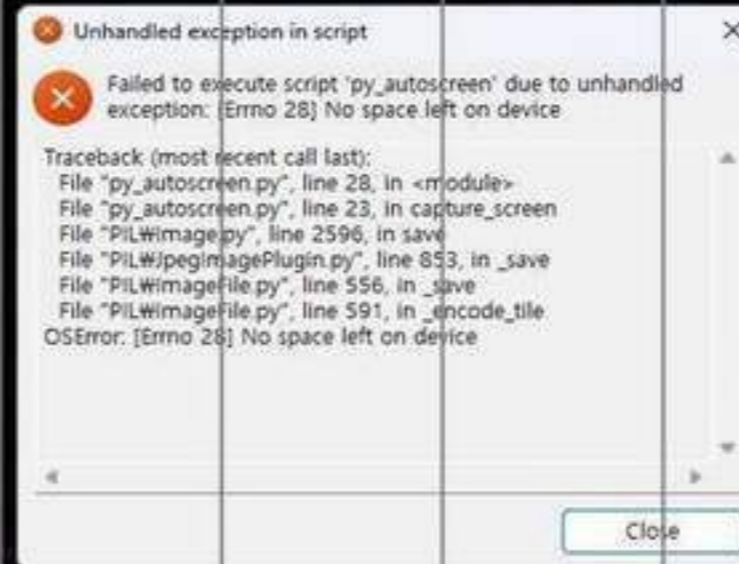 Unhandled exception in script
Failed to execute script 'py_autoscreen' due to unhandled
exception: [Errno 28] No space left on device
Traceback (most recent call last):
File "py_autoscreen.py", line 28, in <module>
File "py_autoscreen.py", line 23, in capture_screen
File "PIL₩Image.py", line 2596, in save
File "PIL₩JpegImagePlugin.py", line 853, in _save
File "PIL₩ImageFile.py", line 556, in _save
File "PIL₩ImageFile.py", line 591, in _encode_tile
OSError: [Errno 28] No space left on device
Close